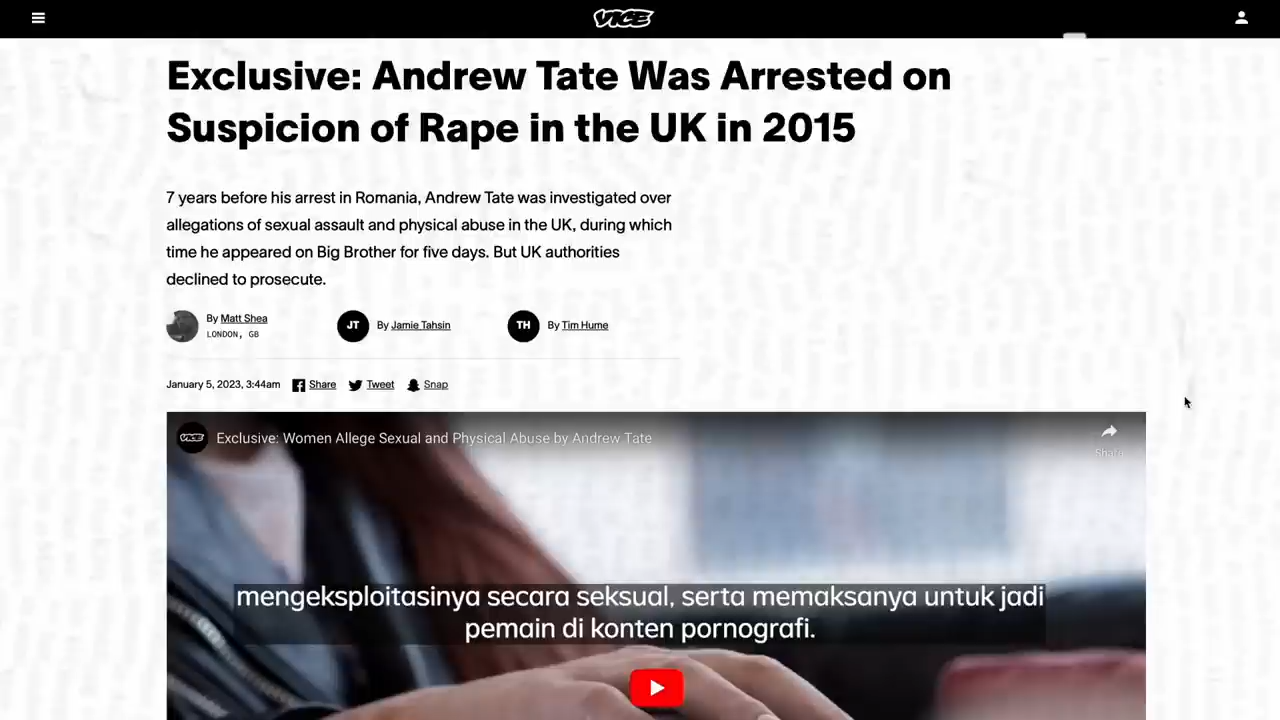 VICE
Exclusive: Andrew Tate Was Arrested on
Suspicion of Rape in the UK in 2015
7 years before his arrest in Romania, Andrew Tate was investigated over
allegations of sexual assault and physical abuse in the UK, during which
time he appeared on Big Brother for five days. But UK authorities
declined to prosecute.
By Matt Shea
LONDON, GB
JT By Jamie Tahsin
TH By Tim Hume
January 5, 2023, 3:44am Share Tweet Snap
VICE Exclusive: Women Allege Sexual and Physical Abuse by Andrew Tate
Share
mengeksploitasinya secara seksual, serta memaksanya untuk jadi
pemain di konten pornografi.